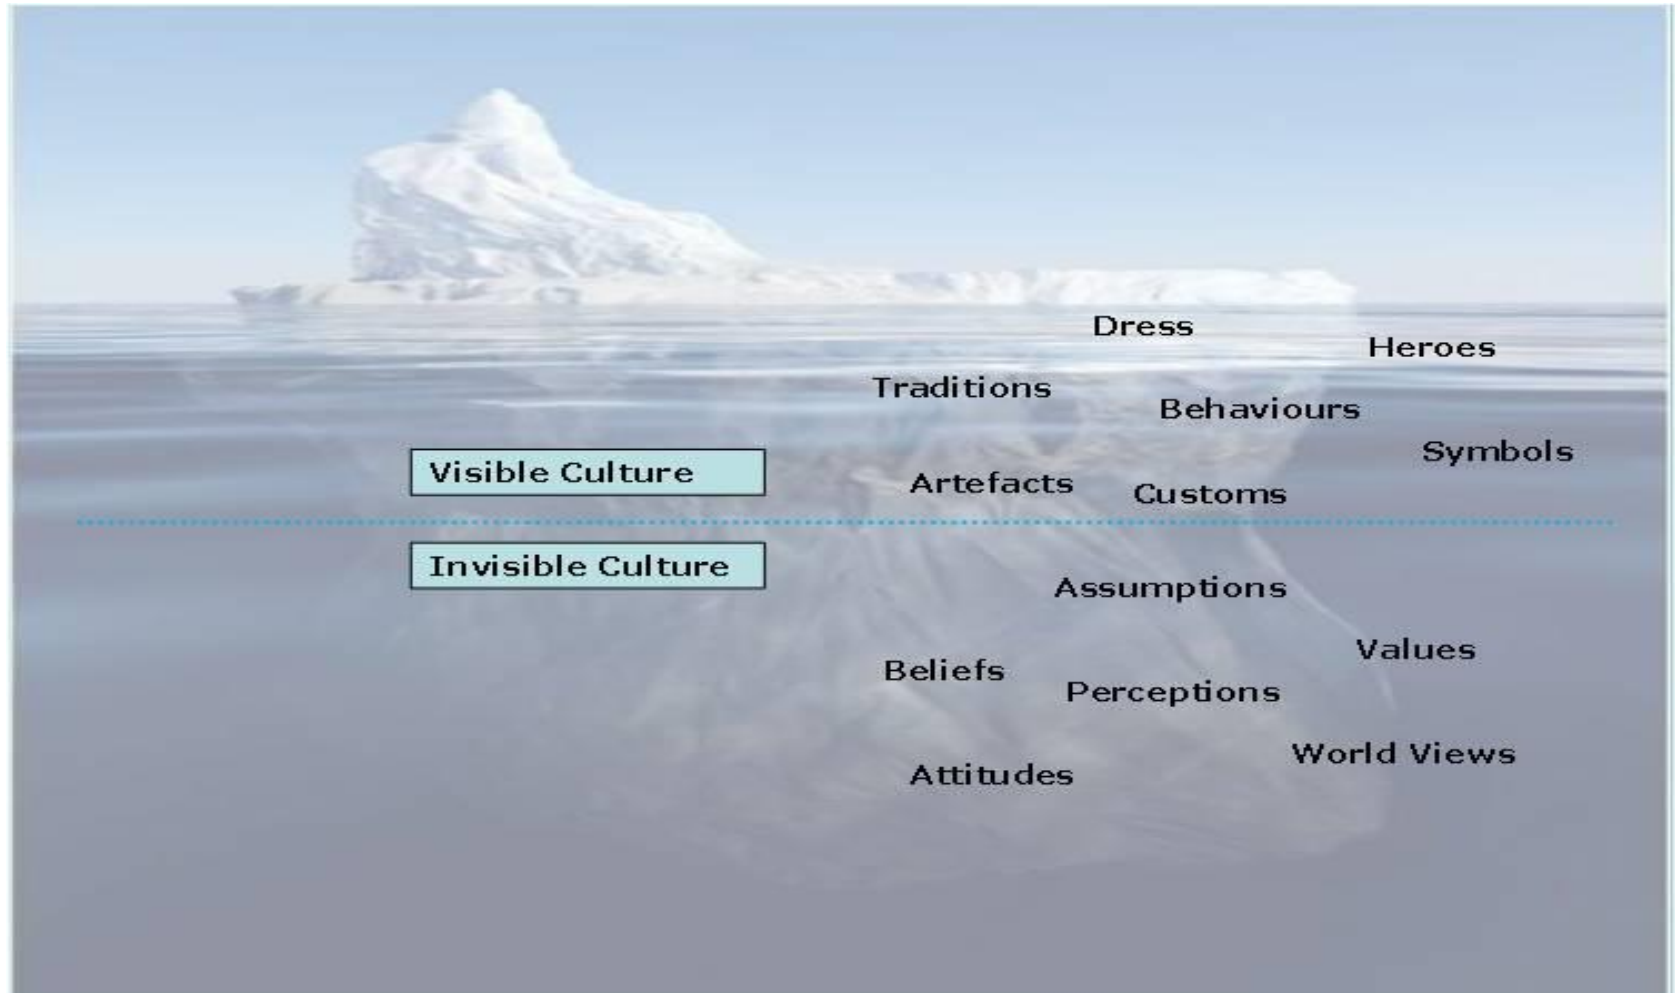 Dress
Heroes
Traditions
Behaviours
Symbols
Visible Culture
Artefacts
Customs
Invisible Culture
Assumptions
Values
Beliefs
Perceptions
World Views
Attitudes